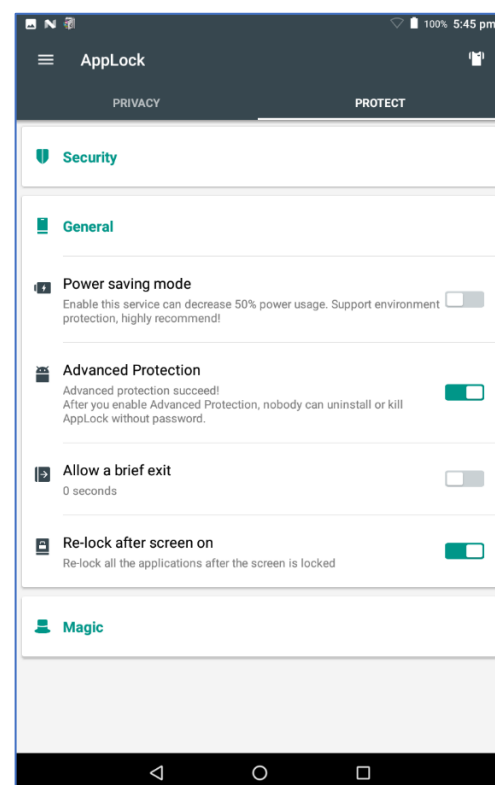 100% 5:45 pm
AppLock
PRIVACY PROTECT
Security
General
Power saving mode
Enable this service can decrease 50% power usage. Support environment
protection, highly recommend!
Advanced Protection
Advanced protection succeed!
After you enable Advanced Protection, nobody can uninstall or kill
AppLock without password.
Allow a brief exit
0 seconds
Re-lock after screen on
Re-lock all the applications after the screen is locked
Magic